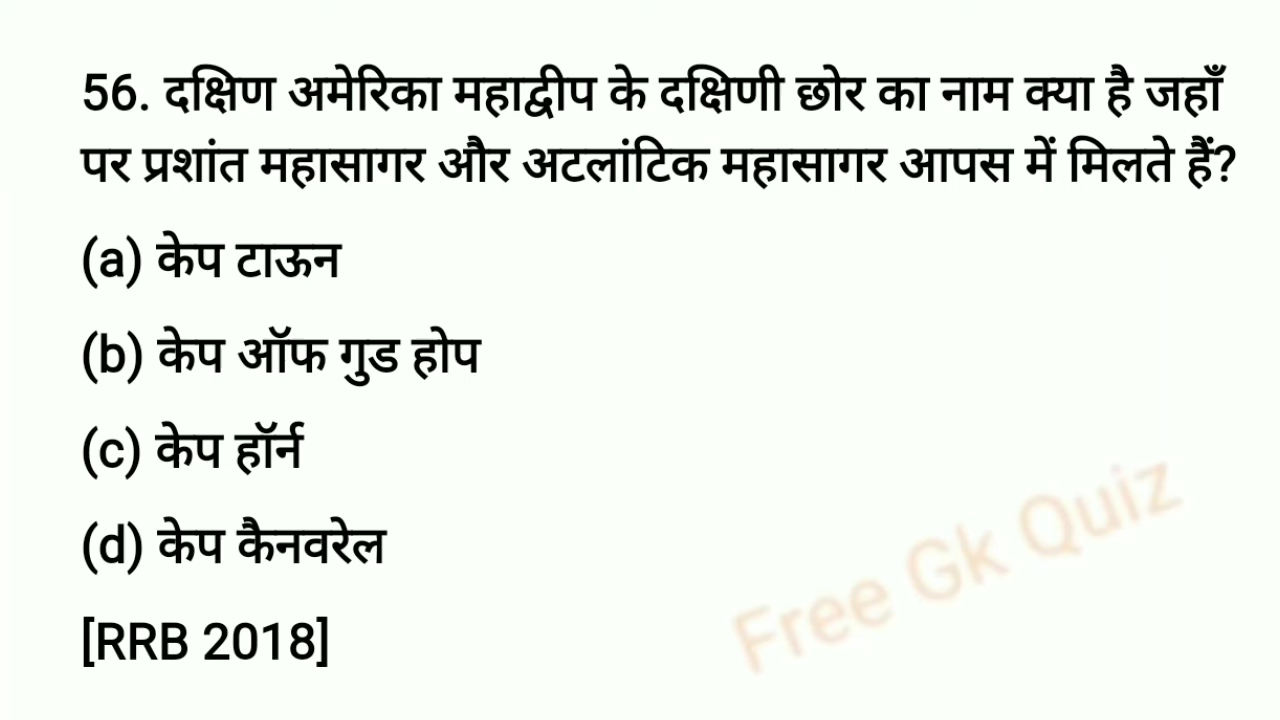 56. दक्षिण अमेरिका महाद्वीप के दक्षिणी छोर का नाम क्या है जहाँ
पर प्रशांत महासागर और अटलांटिक महासागर आपस में मिलते हैं?
(a) केप टाऊन
(b) केप ऑफ गुड होप
(c) केप हॉर्न
(d) केप कैनवरेल
[RRB 2018]
Free Gk Quiz